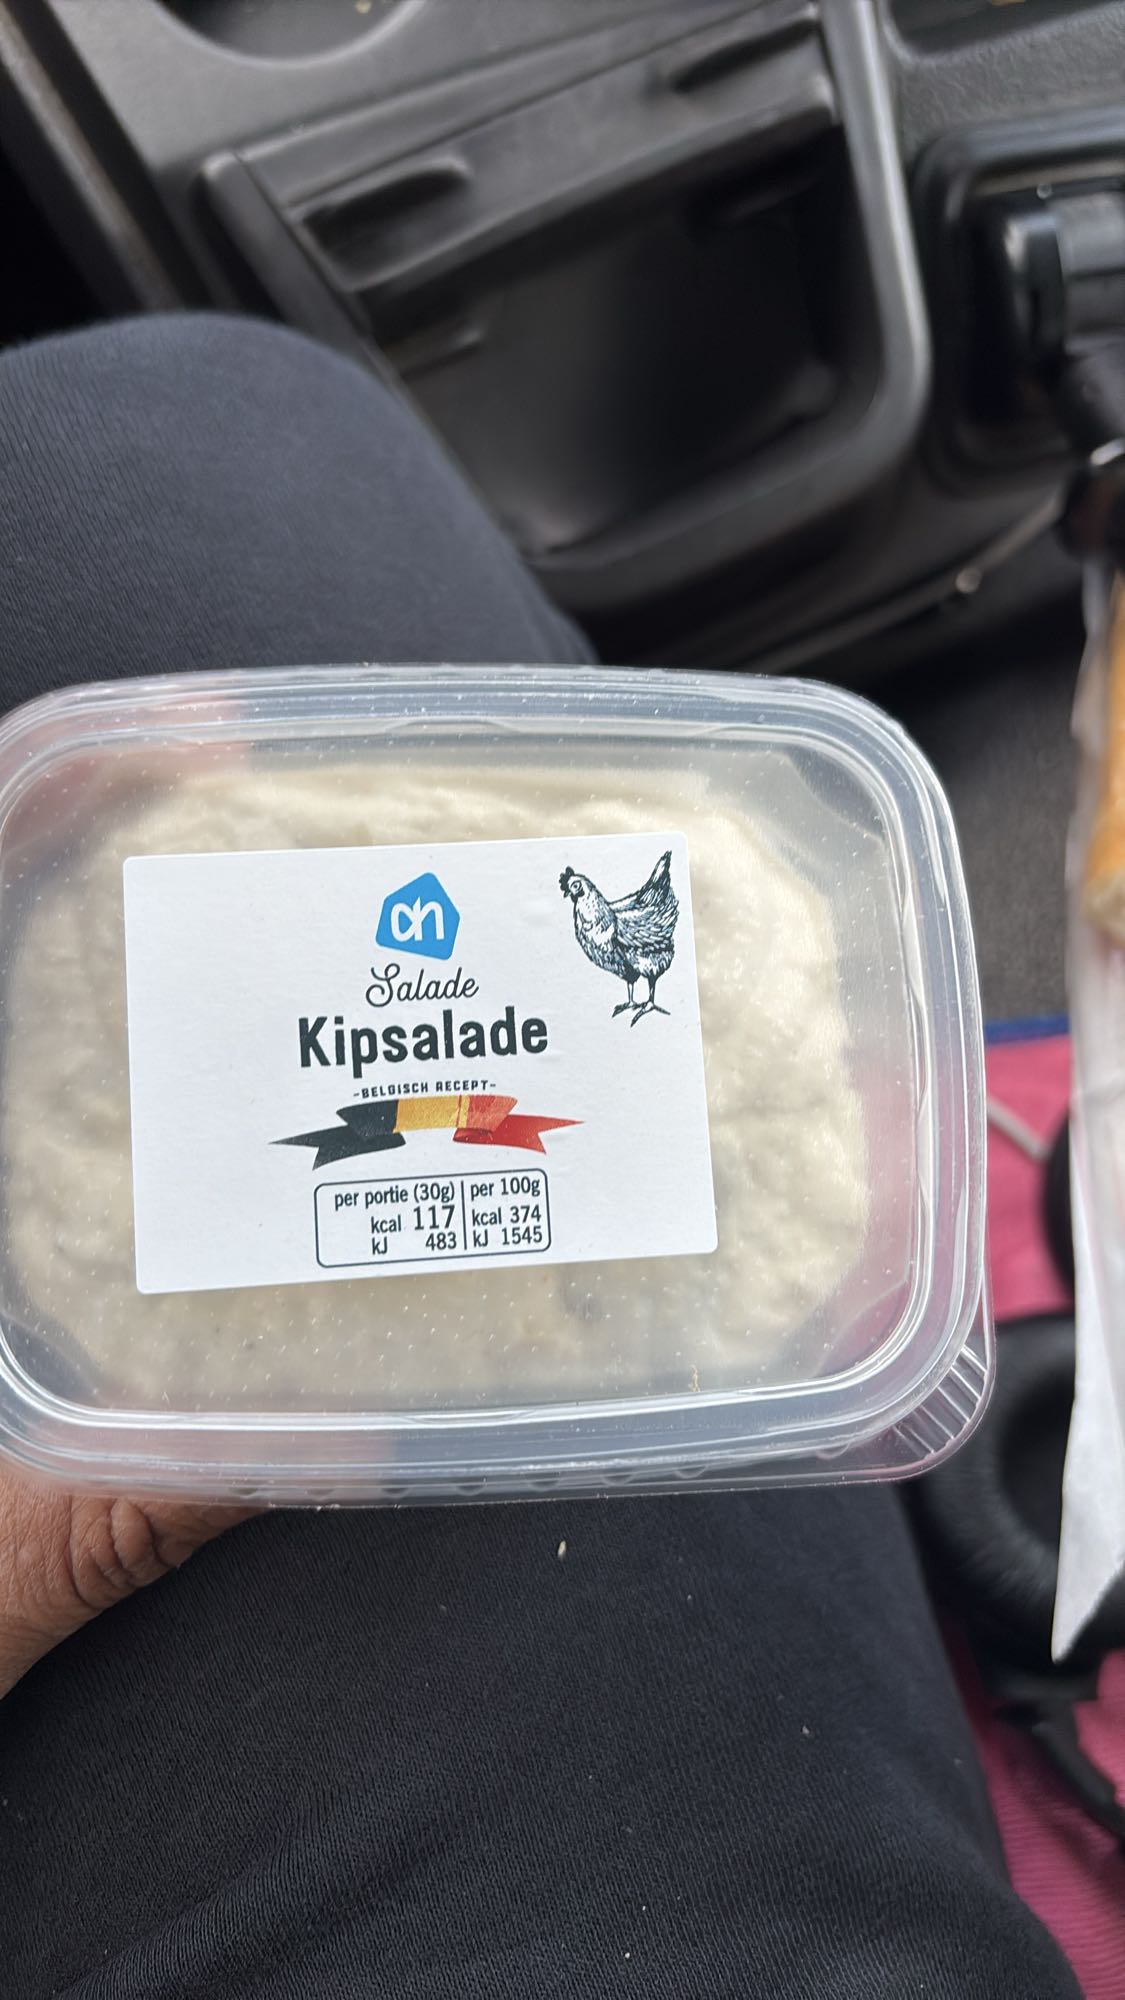 ah
Salade
Kipsalade
-BELGISCH RECEPT-
per portie (30g) | per 100g
kcal 117 | kcal 374
kJ 483 | kJ 1545